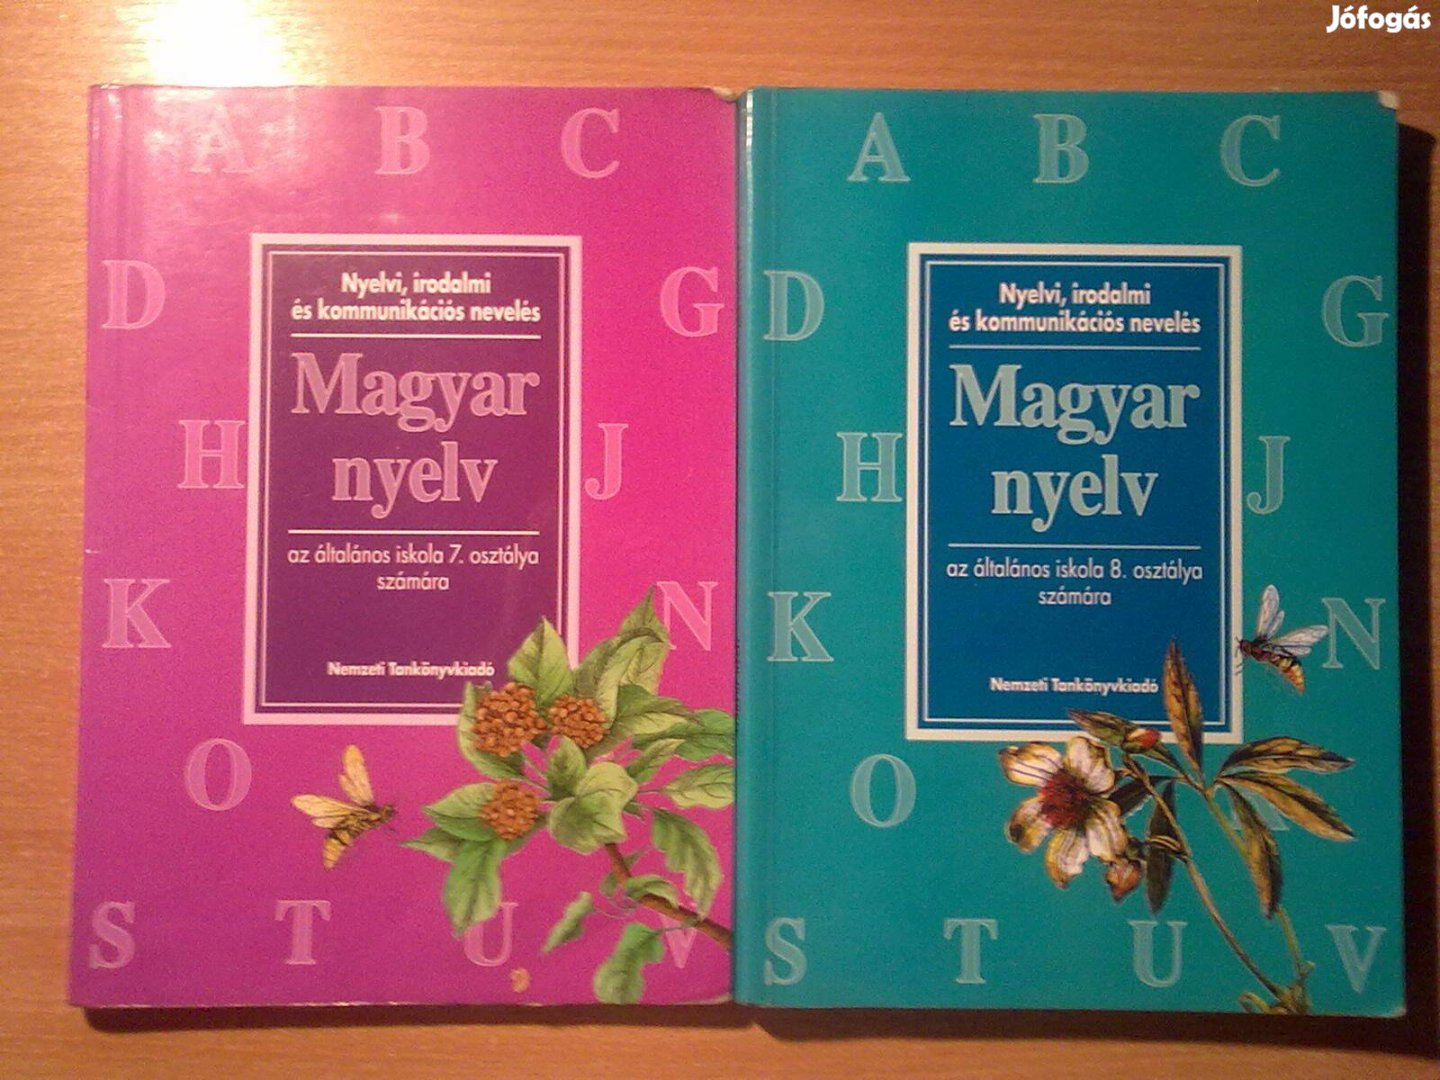 Jófogás
A B C
D G
H J
K N
O
S T U V
Nyelvi, irodalmi
és kommunikációs nevelés
Magyar
nyelv
az általános iskola 7. osztálya
számára
Nemzeti Tankönyvkiadó
A B C
D G
H J
K N
O R
S T U V
Nyelvi, irodalmi
és kommunikációs nevelés
Magyar
nyelv
az általános iskola 8. osztálya
számára
Nemzeti Tankönyvkiadó